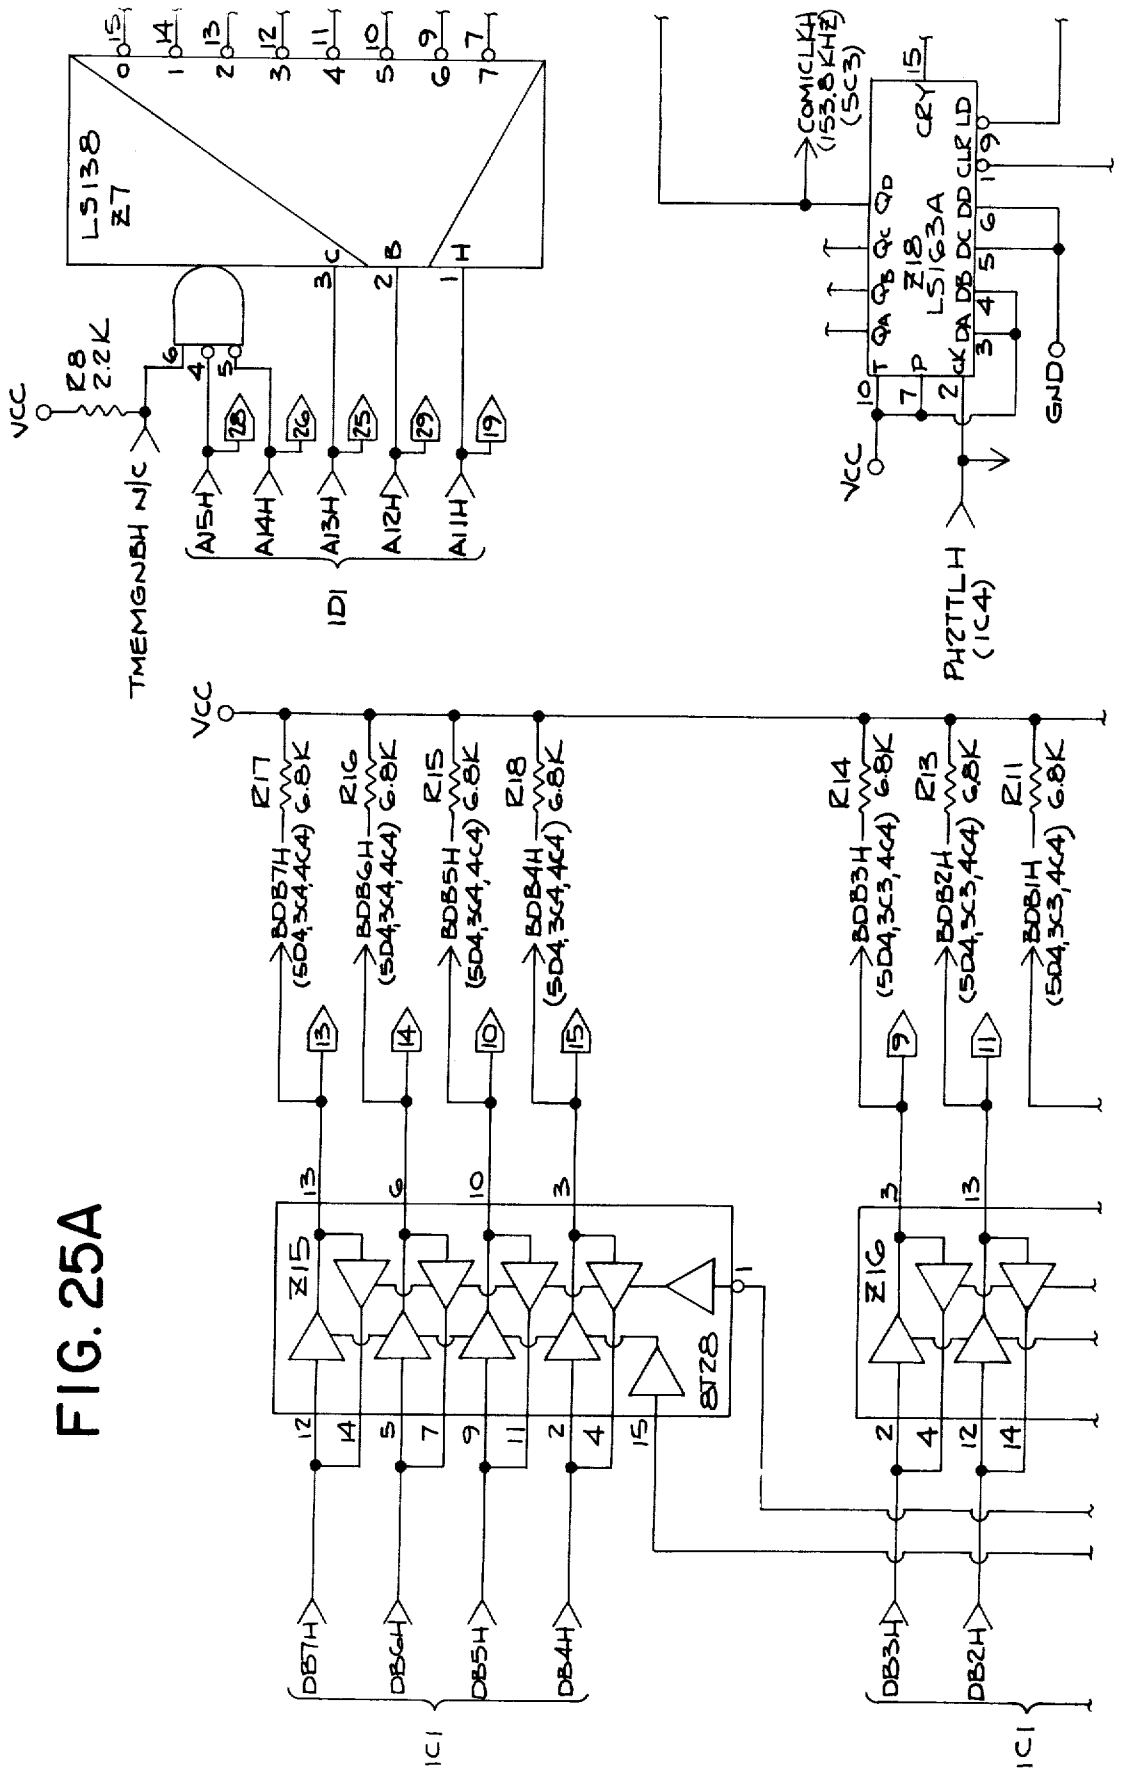 FIG. 25A
IC1
DB7H
DB6H
DB5H
DB4H
12
14
5
7
9
11
2
4
15
Z15
8T28
1
13
6
10
3
13
14
10
15
BDB7H
(5D4,3C4,4C4)
R17
6.8K
BDB6H
(5D4,3C4,4C4)
R16
6.8K
BDB5H
(5D4,3C4,4C4)
R15
6.8K
BDB4H
(5D4,3C4,4C4)
R18
6.8K
VCC
IC1
DB3H
DB2H
2
4
12
14
Z16
3
13
9
11
BDB3H
(5D4,3C3,4C4)
R14
6.8K
BDB2H
(5D4,3C3,4C4)
R13
6.8K
BDB1H
(5D4,3C3,4C4)
R11
6.8K
TMEMGNBH N/C
VCC
R8
2.2K
ID1
A15H
A14H
A13H
A12H
A11H
28
26
25
29
19
6
4
5
3
2
1
C
B
H
LS138
Z7
0
1
2
3
4
5
6
7
15
14
13
12
11
10
9
7
PH2TTLH
(1C4)
VCC
GND
10
7
2
T
P
CK
QA
QB
QC
QD
Z18
LS163A
CRY
15
DA
DB
DC
DD
CLR
LD
3
4
5
6
1
9
COMICLKH
(153.8 KHZ)
(5C3)